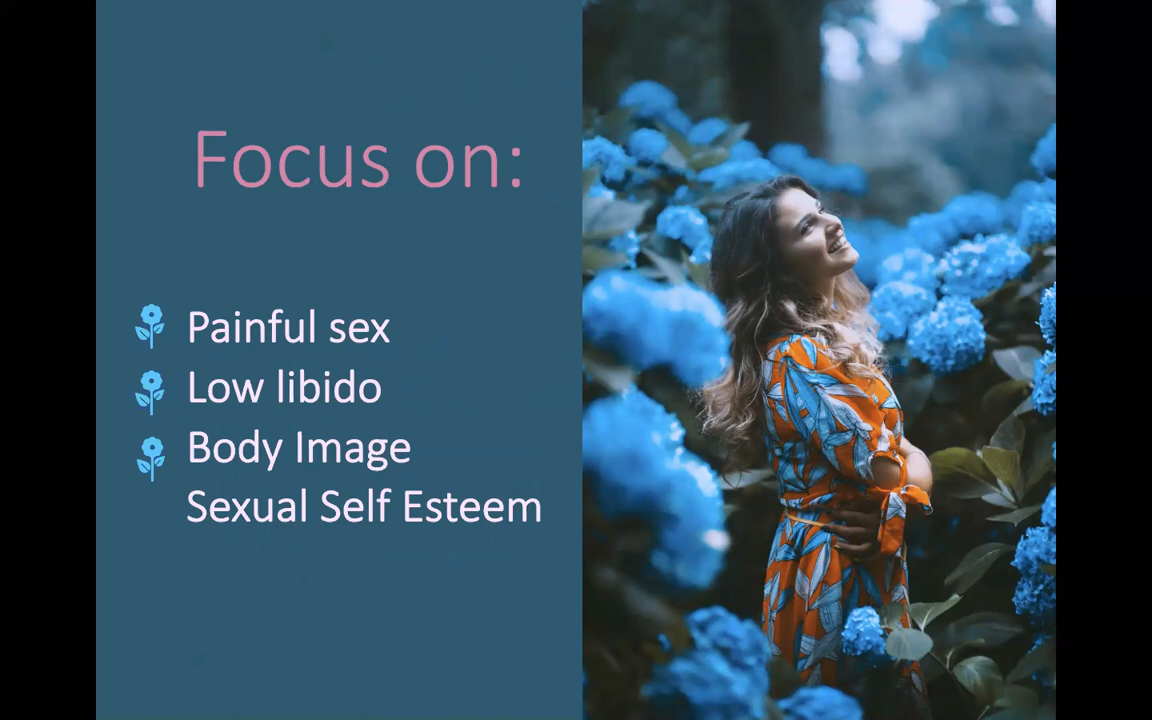 Focus on:
Painful sex
Low libido
Body Image
Sexual Self Esteem